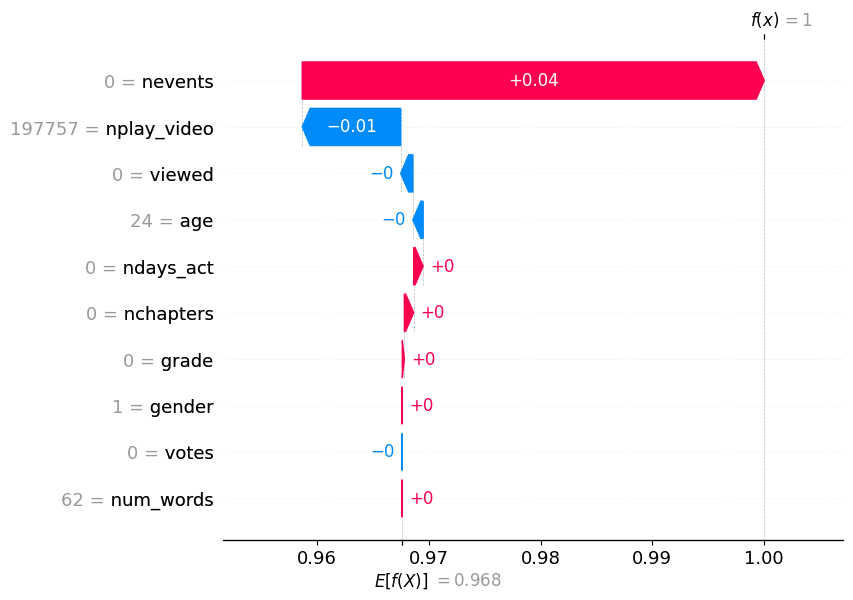 f(x) = 1
0 = nevents +0.04
197757 = nplay_video −0.01
0 = viewed −0
24 = age −0
0 = ndays_act +0
0 = nchapters +0
0 = grade +0
1 = gender +0
0 = votes −0
62 = num_words +0
0.96 0.97 0.98 0.99 1.00
E[f(X)] = 0.968